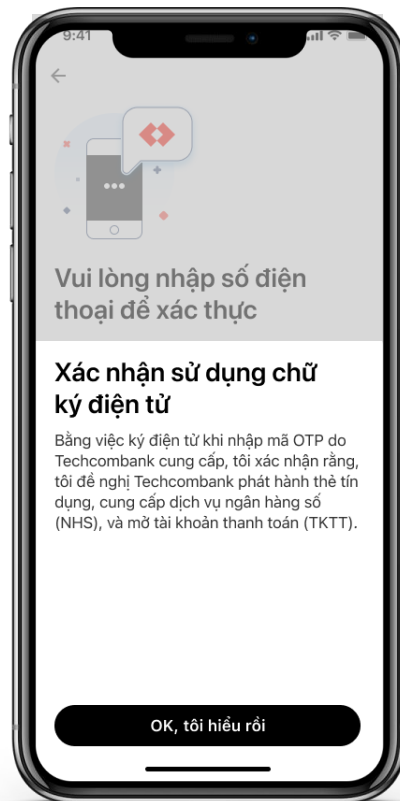 9:41
Vui lòng nhập số điện
thoại để xác thực
Xác nhận sử dụng chữ
ký điện tử
Bằng việc ký điện tử khi nhập mã OTP do
Techcombank cung cấp, tôi xác nhận rằng,
tôi đề nghị Techcombank phát hành thẻ tín
dụng, cung cấp dịch vụ ngân hàng số
(NHS), và mở tài khoản thanh toán (TKTT).
OK, tôi hiểu rồi